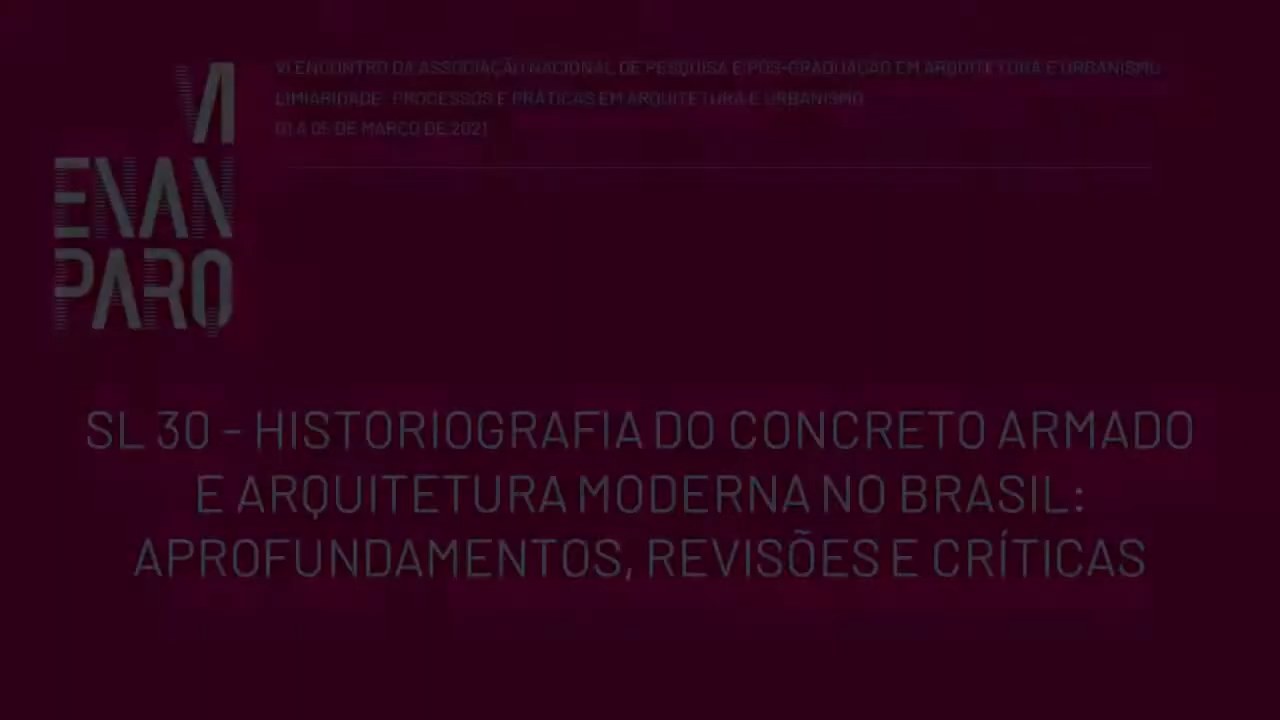 VI
ENAN
PARQ
VI ENCONTRO DA ASSOCIAÇÃO NACIONAL DE PESQUISA E PÓS-GRADUAÇÃO EM ARQUITETURA E URBANISMO
LIMIARIDADE: PROCESSOS E PRÁTICAS EM ARQUITETURA E URBANISMO
01 A 05 DE MARÇO DE 2021
SL 30 - HISTORIOGRAFIA DO CONCRETO ARMADO
E ARQUITETURA MODERNA NO BRASIL:
APROFUNDAMENTOS, REVISÕES E CRÍTICAS